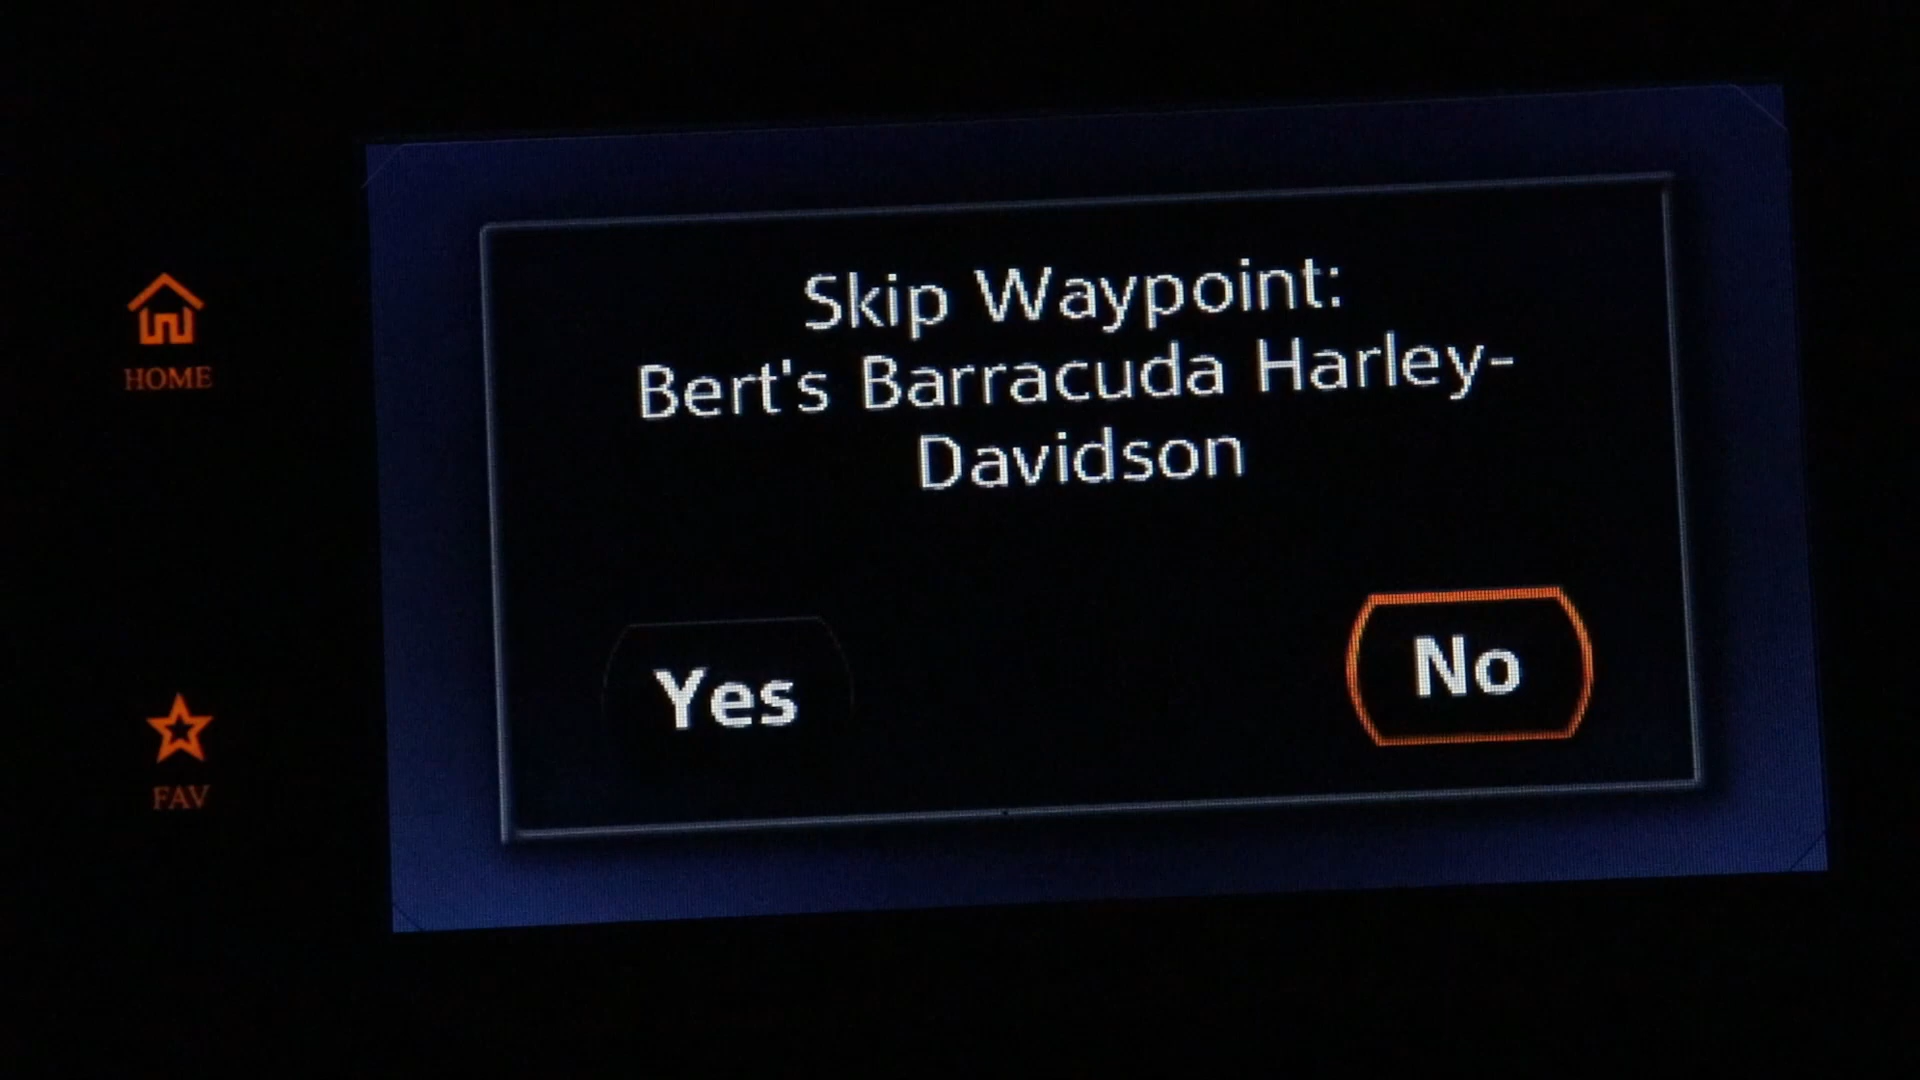 Skip Waypoint:
Bert's Barracuda Harley-
Davidson
HOME
Yes
No
FAV